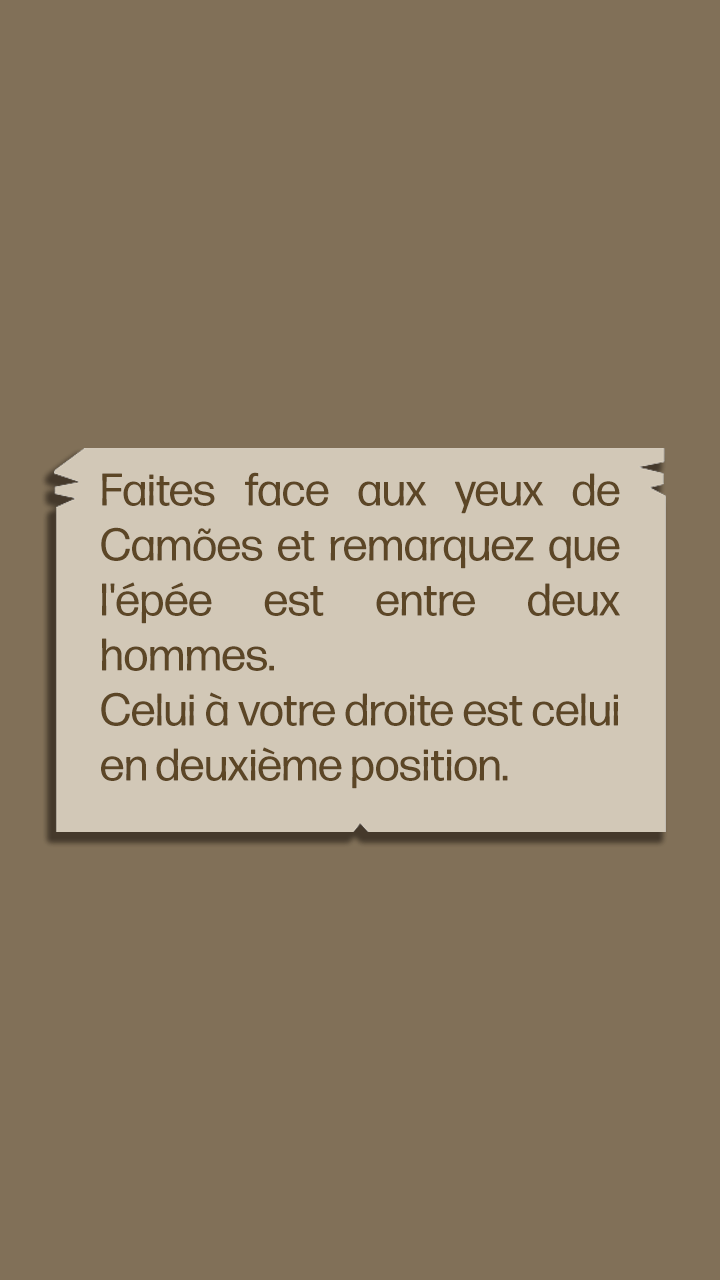 Faites face aux yeux de
Camões et remarquez que
l'épée est entre deux
hommes.
Celui à votre droite est celui
en deuxième position.